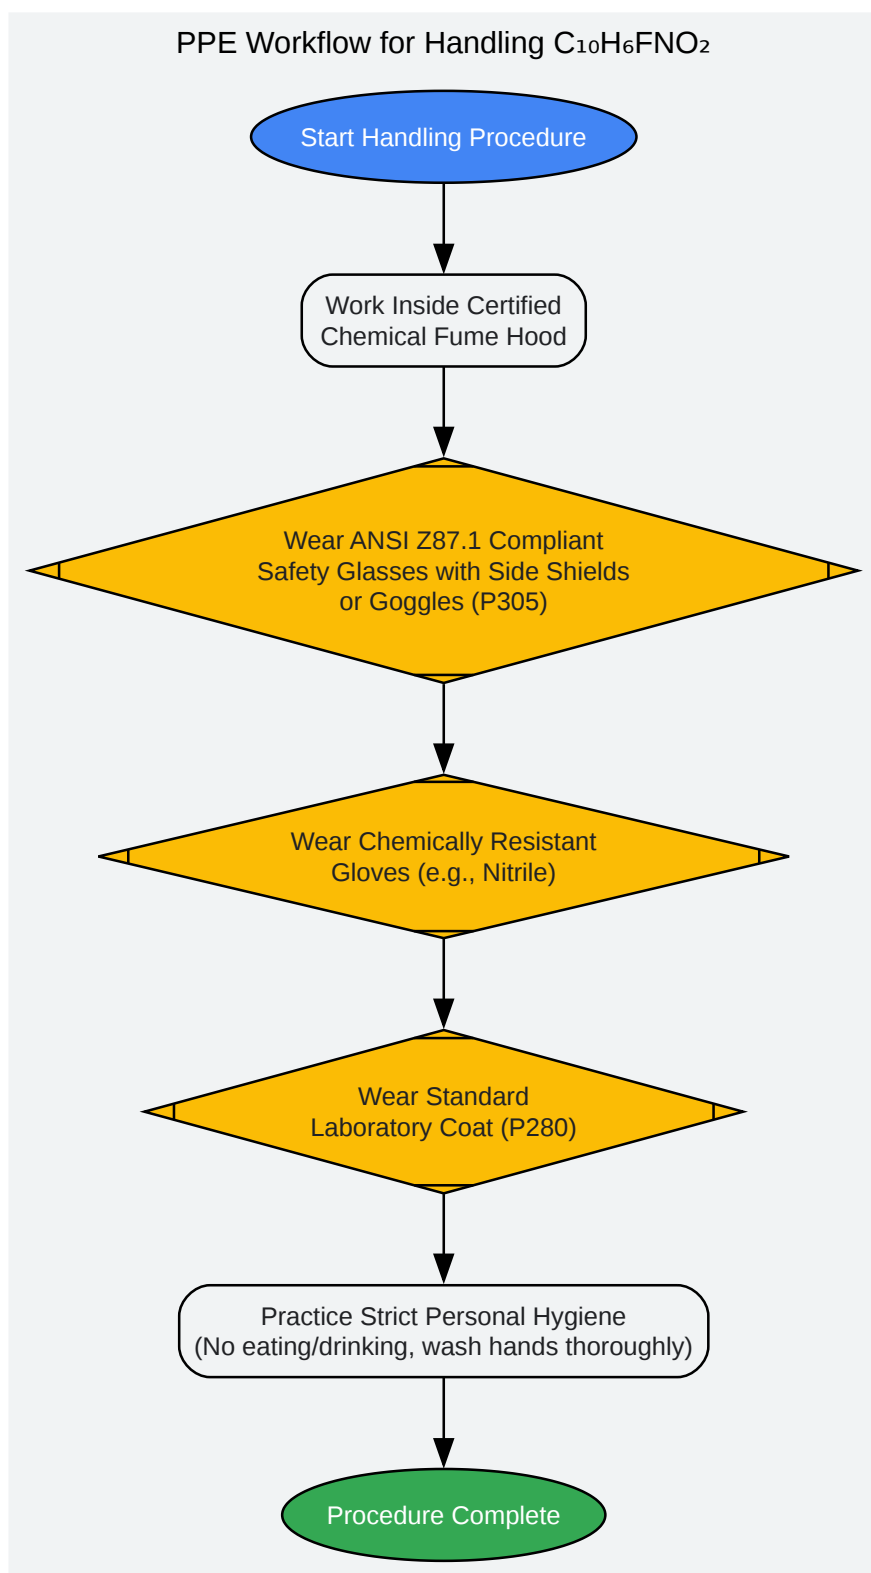 PPE Workflow for Handling C₁₀H₆FNO₂
Start Handling Procedure
Work Inside Certified
Chemical Fume Hood
Wear ANSI Z87.1 Compliant
Safety Glasses with Side Shields
or Goggles (P305)
Wear Chemically Resistant
Gloves (e.g., Nitrile)
Wear Standard
Laboratory Coat (P280)
Practice Strict Personal Hygiene
(No eating/drinking, wash hands thoroughly)
Procedure Complete